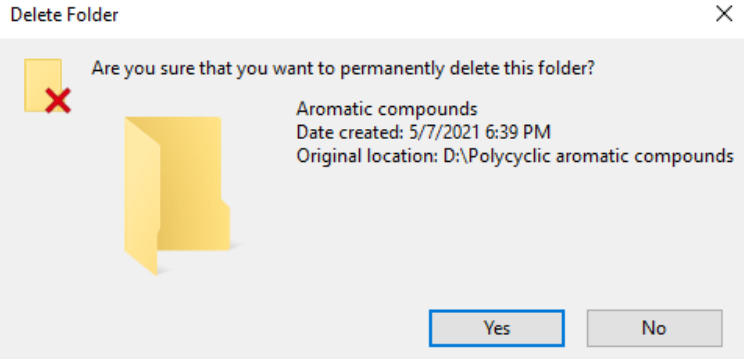 Delete Folder
Are you sure that you want to permanently delete this folder?
Aromatic compounds
Date created: 5/7/2021 6:39 PM
Original location: D:\Polycyclic aromatic compounds
Yes
No